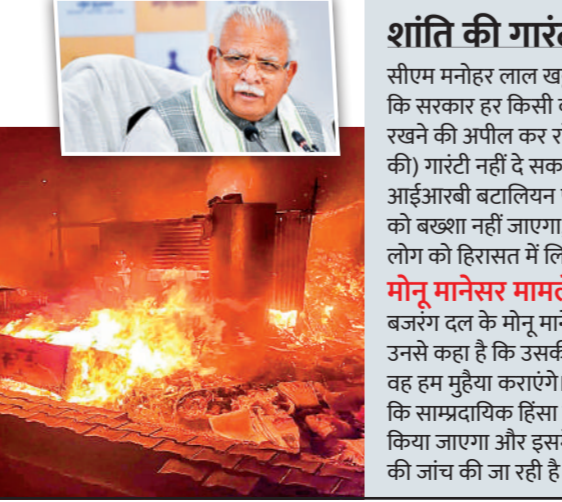 शांति की गारंट
सीएम मनोहर लाल ख
कि सरकार हर किसी
रखने की अपील कर र
की) गारंटी नहीं दे सक
आईआरबी बटालियन
को बख्शा नहीं जाएगा
लोग को हिरासत में लि
मोनू मानेसर मामले
बजरंग दल के मोनू माने
उनसे कहा है कि उसकी
वह हम मुहैया कराएंगे।
कि साम्प्रदायिक हिंसा
किया जाएगा और इसमें
की जांच की जा रही है